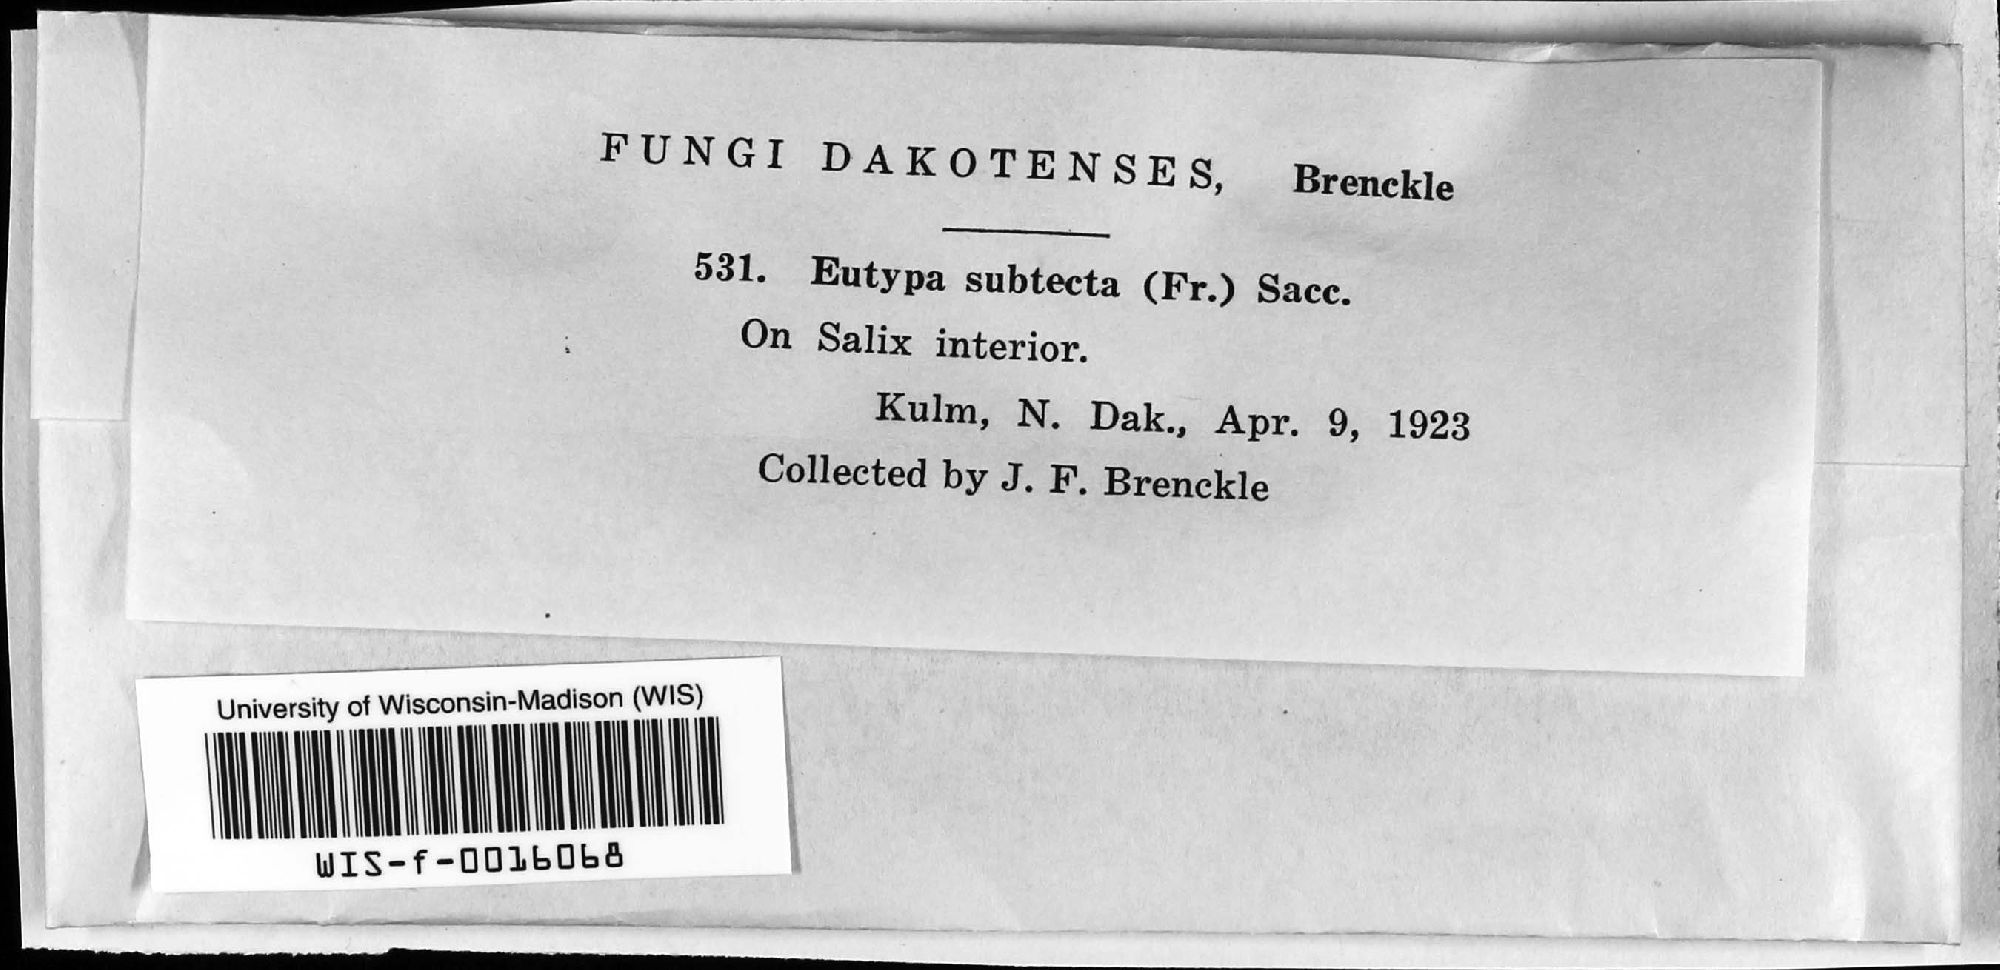 FUNGI DAKOTENSES, Brenckle
531. Eutypa subtecta (Fr.) Sacc.
On Salix interior.
Kulm, N. Dak., Apr. 9, 1923
Collected by J. F. Brenckle
University of Wisconsin-Madison (WIS)
WIS-f-0016068